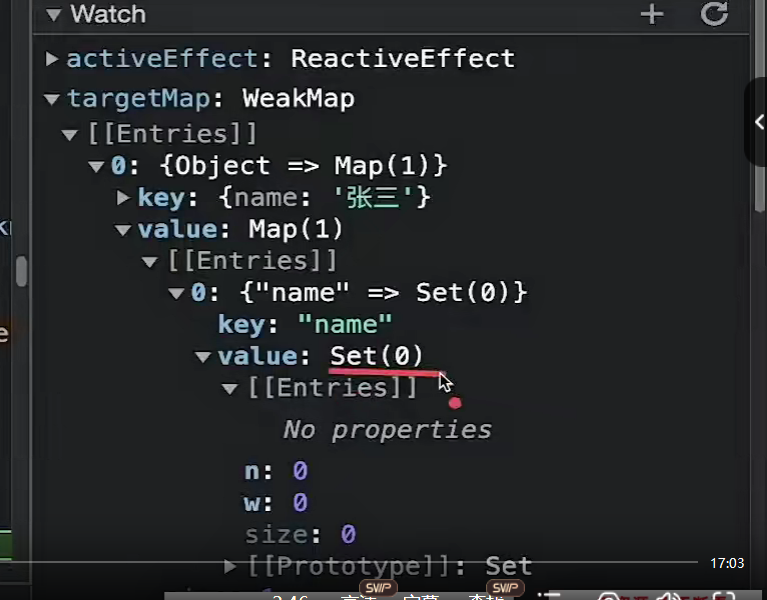 Watch
activeEffect: ReactiveEffect
targetMap: WeakMap
[[Entries]]
0: {Object => Map(1)}
key: {name: '张三'}
value: Map(1)
[[Entries]]
0: {"name" => Set(0)}
key: "name"
value: Set(0)
[[Entries]]
No properties
n: 0
w: 0
size: 0
[[Prototype]]: Set
17:03
SVIP SVIP